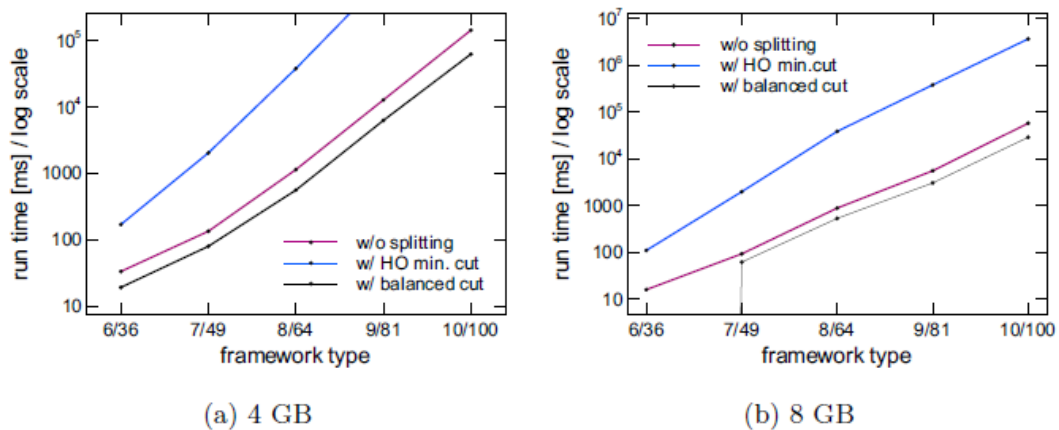 run time [ms] / log scale
10⁵
10⁴
1000
100
10
w/o splitting
w/ HO min. cut
w/ balanced cut
6/36 7/49 8/64 9/81 10/100
framework type
(a) 4 GB
run time [ms] / log scale
10⁷
10⁶
10⁵
10⁴
1000
100
10
w/o splitting
w/ HO min.cut
w/ balanced cut
6/36 7/49 8/64 9/81 10/100
framework type
(b) 8 GB